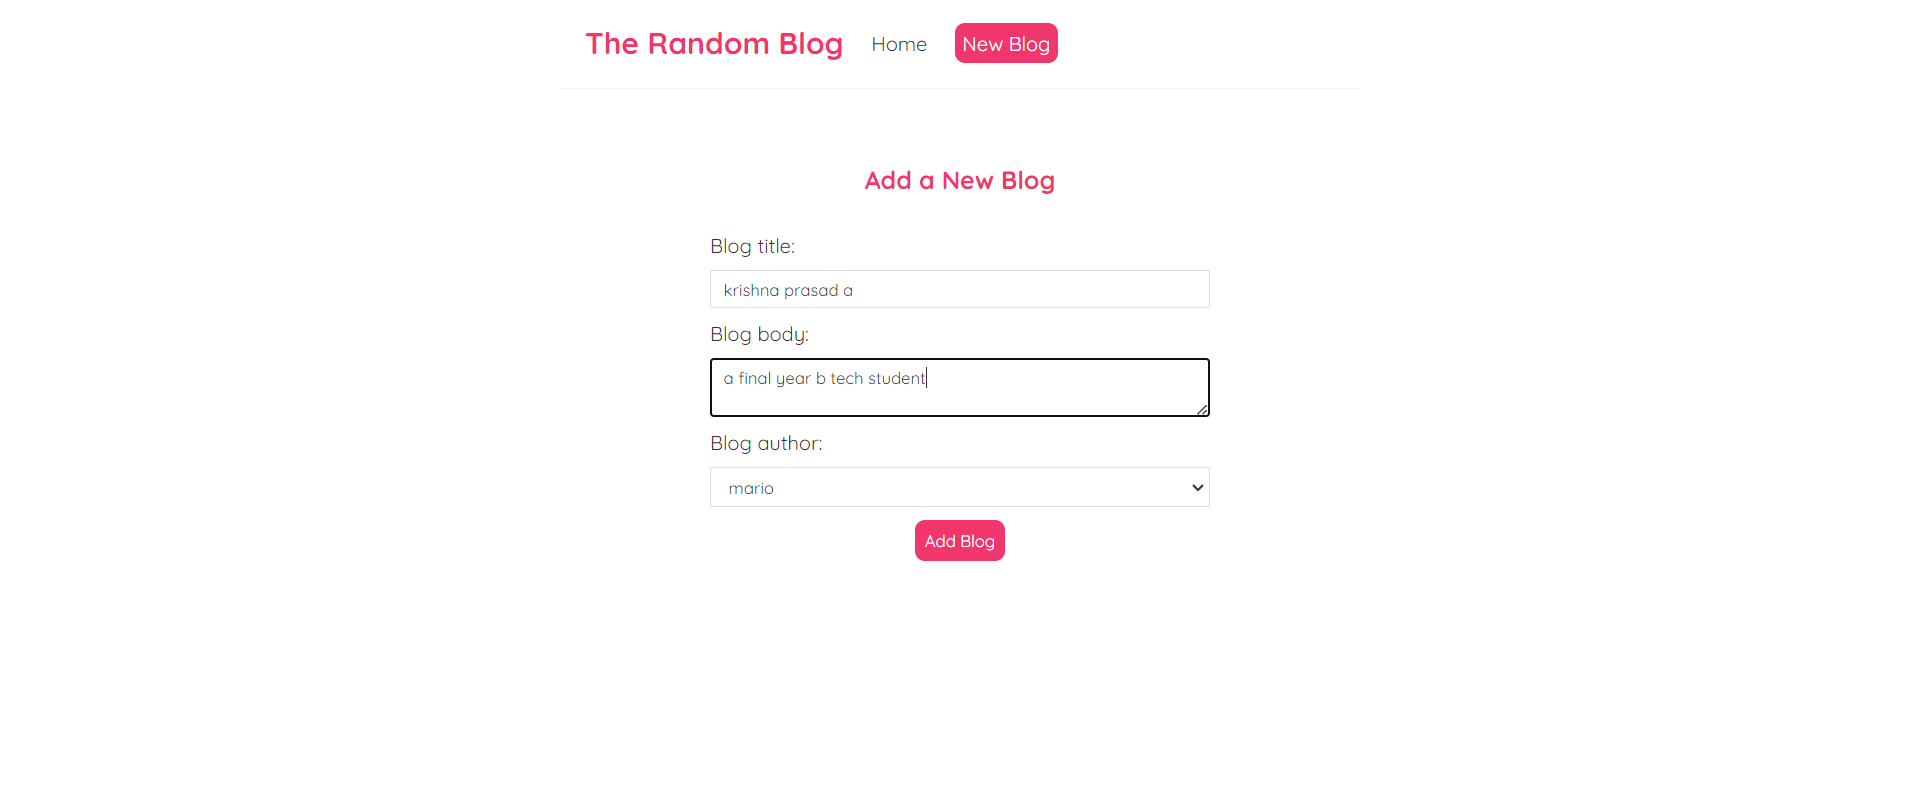 The Random Blog Home New Blog
Add a New Blog
Blog title:
krishna prasad a
Blog body:
a final year b tech student
Blog author:
mario
Add Blog